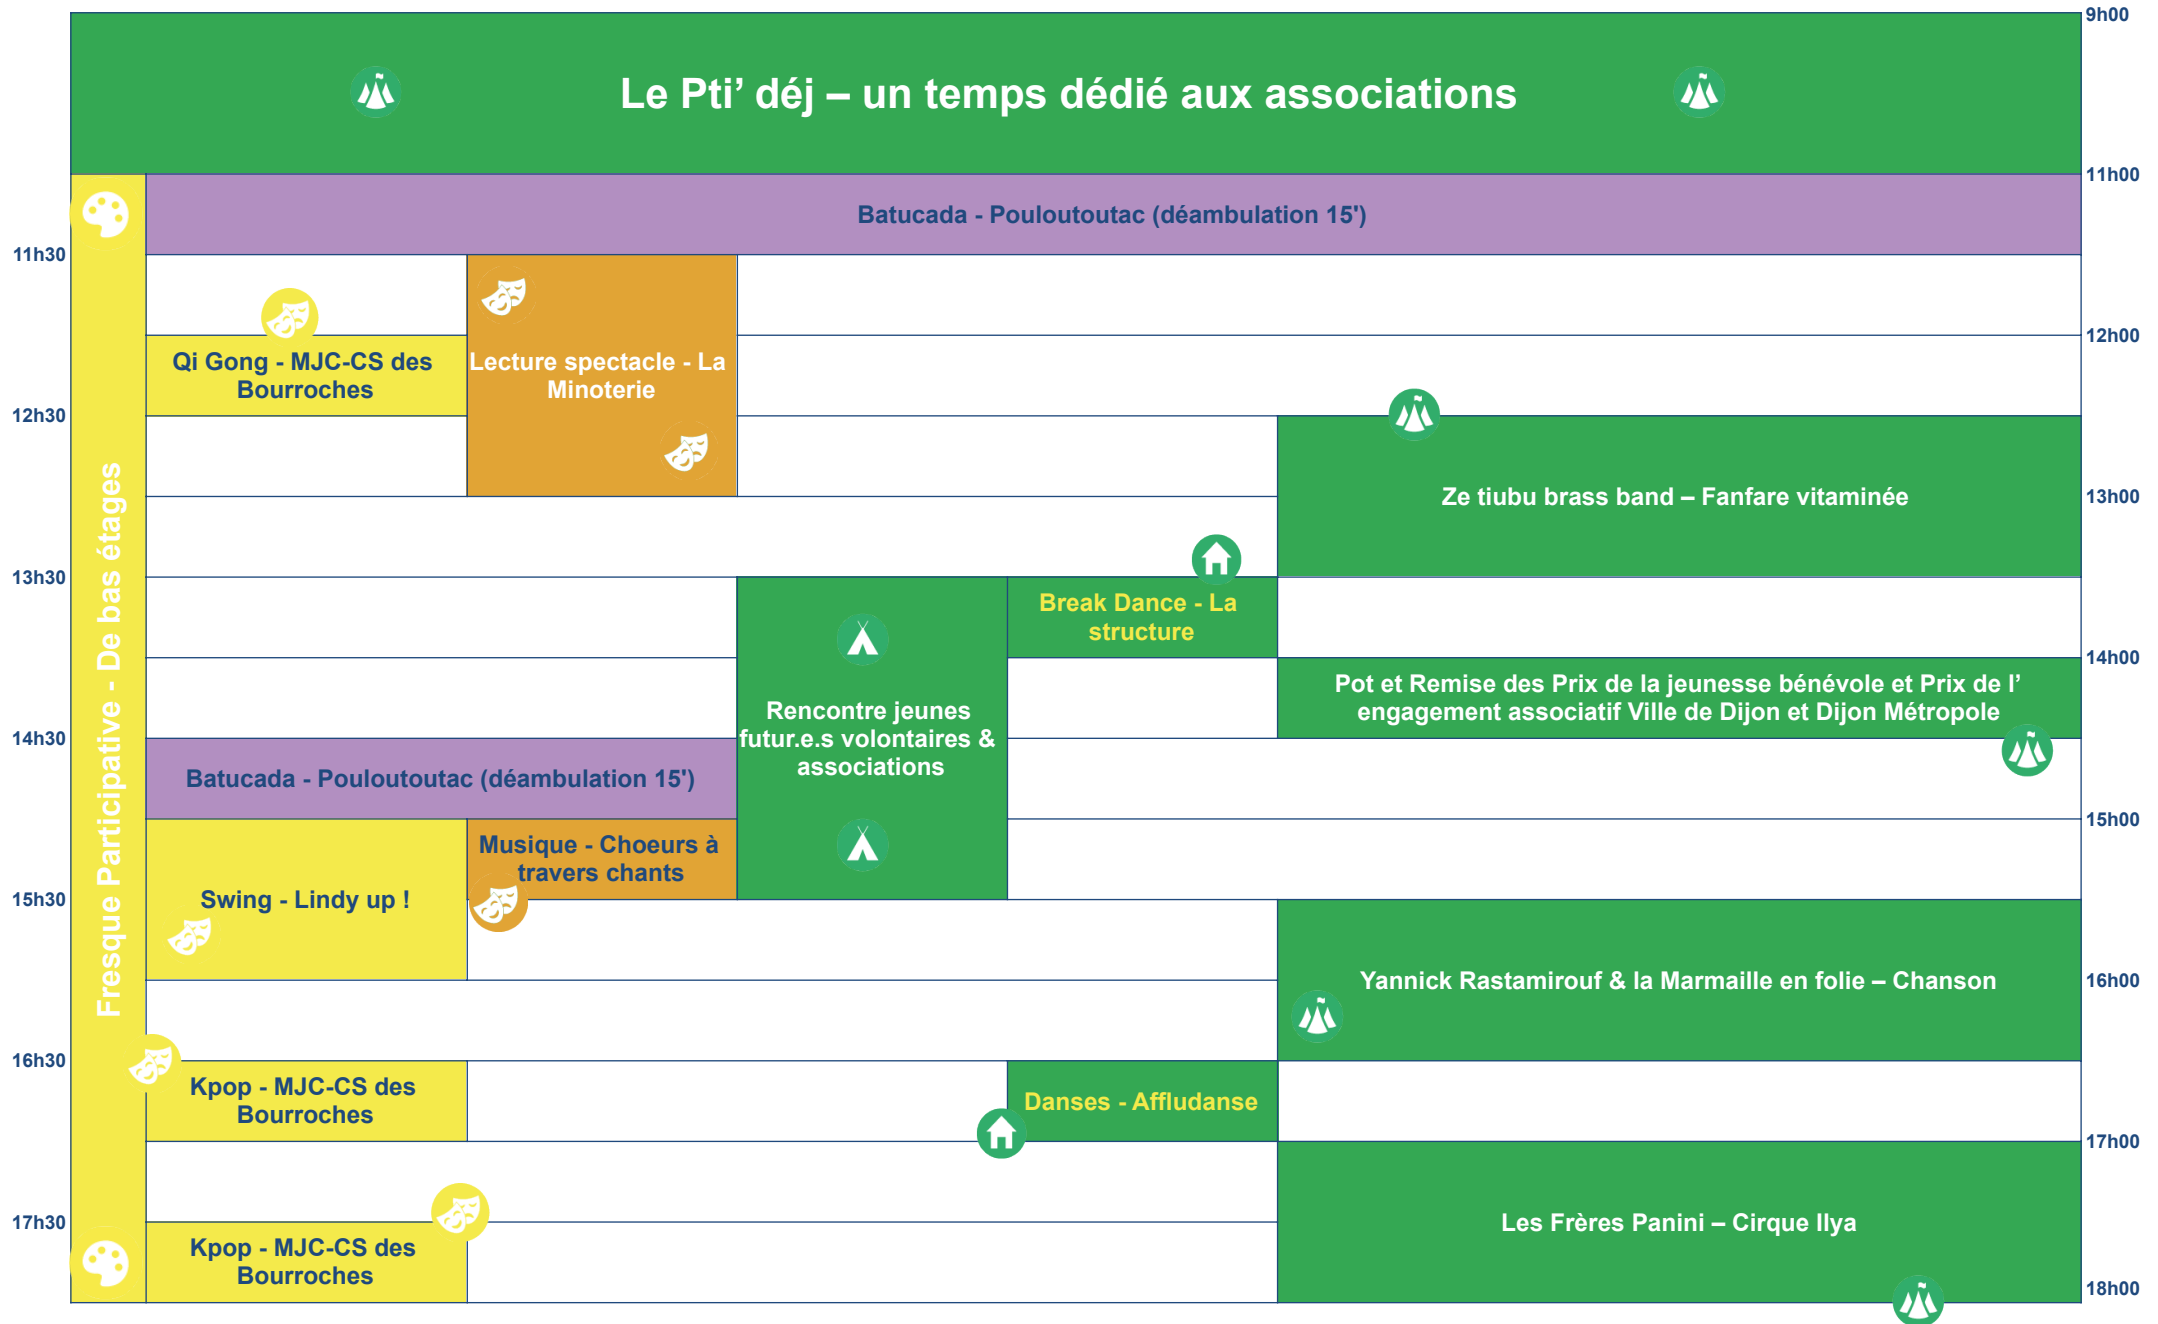 9h00
Le Pti’ déj – un temps dédié aux associations
11h00
Batucada - Pouloutoutac (déambulation 15')
11h30
12h00
Qi Gong - MJC-CS des
Bourroches
Lecture spectacle - La
Minoterie
12h30
Ze tiubu brass band – Fanfare vitaminée
13h00
Fresque Participative - De bas étages
13h30
Break Dance - La
structure
14h00
Pot et Remise des Prix de la jeunesse bénévole et Prix de l’
engagement associatif Ville de Dijon et Dijon Métropole
Rencontre jeunes
futur.e.s volontaires &
associations
14h30
Batucada - Pouloutoutac (déambulation 15')
15h00
Musique - Choeurs à
travers chants
Swing - Lindy up !
15h30
Yannick Rastamirouf & la Marmaille en folie – Chanson
16h00
16h30
Kpop - MJC-CS des
Bourroches
Danses - Affludanse
17h00
17h30
Les Frères Panini – Cirque Ilya
Kpop - MJC-CS des
Bourroches
18h00